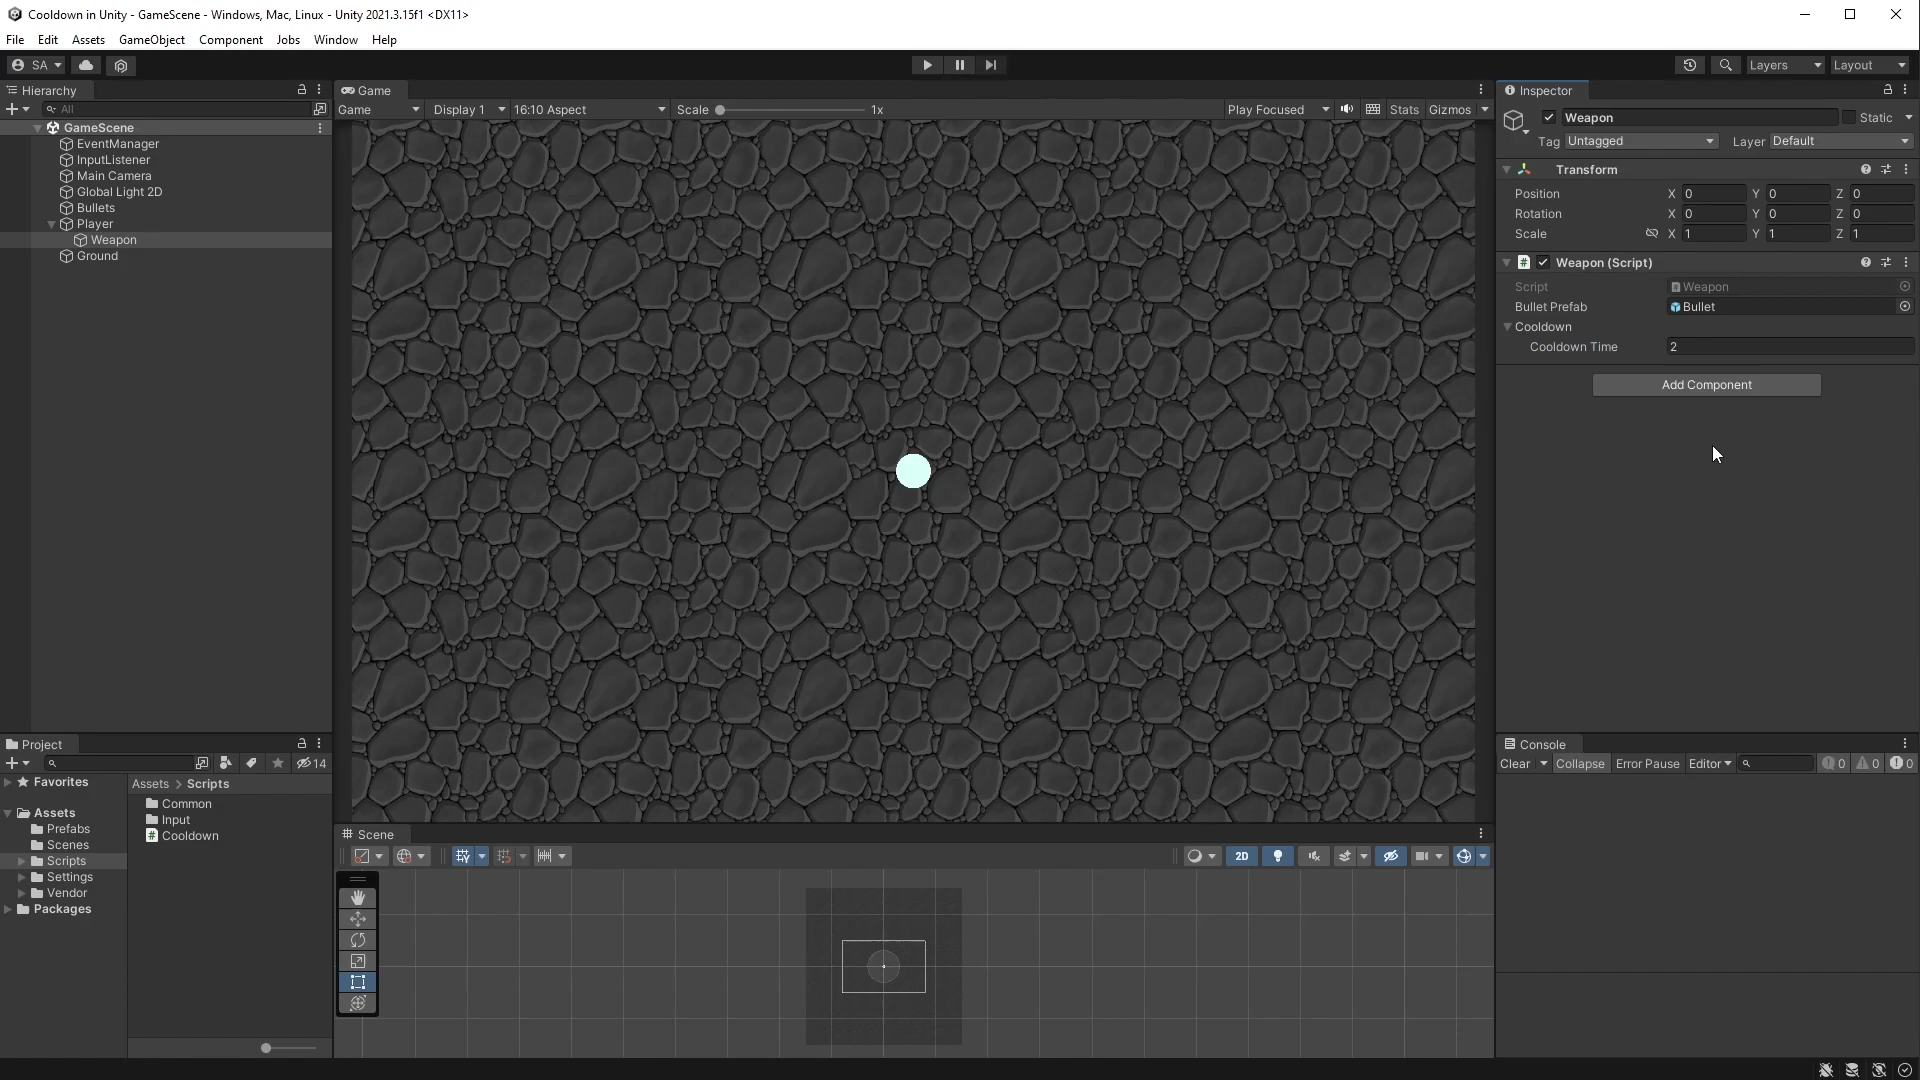 Cooldown in Unity - GameScene - Windows, Mac, Linux - Unity 2021.3.15f1 <DX11>
File Edit Assets GameObject Component Jobs Window Help
SA Layers Layout
Hierarchy
All
GameScene
EventManager
InputListener
Main Camera
Global Light 2D
Bullets
Player
Weapon
Ground
Game
Game Display 1 16:10 Aspect Scale 1x Play Focused Stats Gizmos
Inspector
Weapon Static
Tag Untagged Layer Default
Transform
Position X 0 Y 0 Z 0
Rotation X 0 Y 0 Z 0
Scale X 1 Y 1 Z 1
# Weapon (Script)
Script Weapon
Bullet Prefab Bullet
Cooldown
Cooldown Time 2
Add Component
Project
14
Favorites
Assets
Prefabs
Scenes
Scripts
Settings
Vendor
Packages
Assets > Scripts
Common
Input
# Cooldown
Scene
2D
Console
Clear Collapse Error Pause Editor 0 0 0